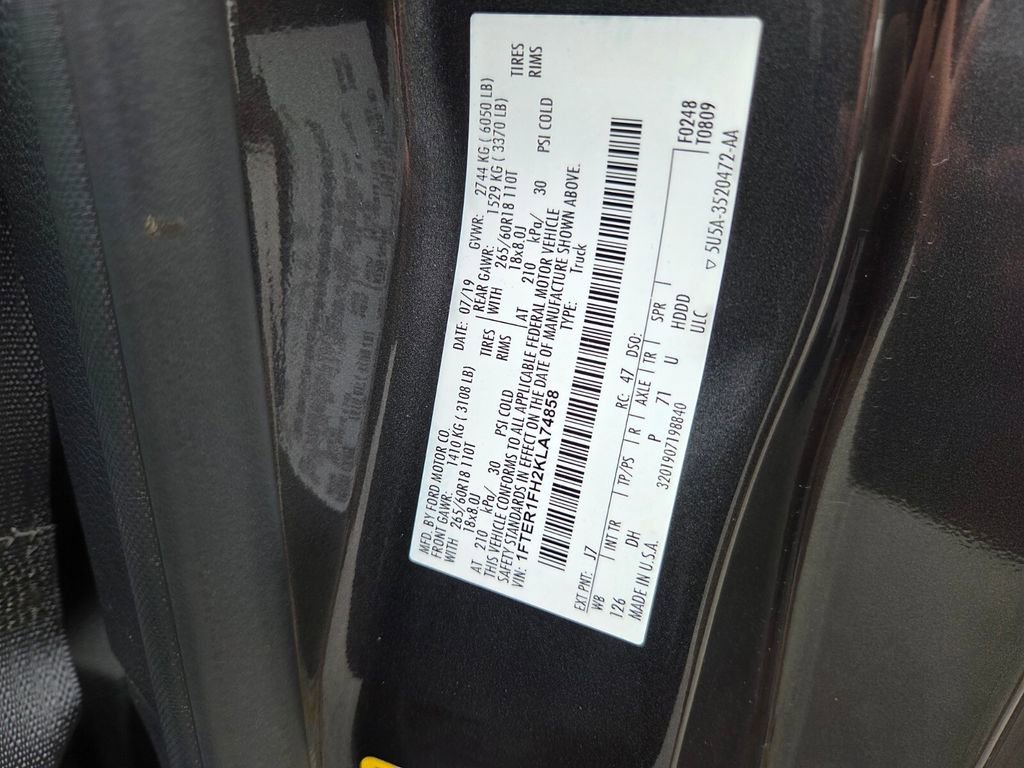 MFD. BY FORD MOTOR CO.
DATE: 07/19 GVWR: 2744 KG ( 6050 LB)
FRONT GAWR: 1410 KG ( 3108 LB) REAR GAWR: 1529 KG ( 3370 LB)
WITH 265/60R18 110T TIRES WITH 265/60R18 110T TIRES
18x8.0J RIMS 18x8.0J RIMS
AT 210 kPa/ 30 PSI COLD AT 210 kPa/ 30 PSI COLD
THIS VEHICLE CONFORMS TO ALL APPLICABLE FEDERAL MOTOR VEHICLE
SAFETY STANDARDS IN EFFECT ON THE DATE OF MANUFACTURE SHOWN ABOVE.
VIN: 1FTER1FH2KLA74858 TYPE: Truck
EXT PNT: J7 RC: 47 DSO: F0248
WB INTR TP/PS R AXLE TR SPR T0809
126 DH P 71 U HDDD
MADE IN U.S.A. 3201907198840 ULC
▽ 5U5A-3520472-AA